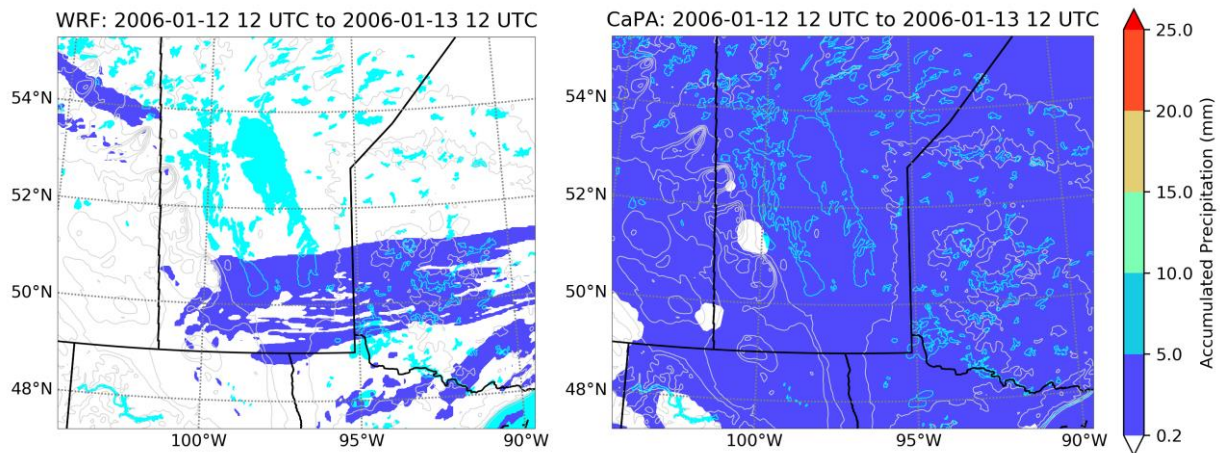 WRF: 2006-01-12 12 UTC to 2006-01-13 12 UTC
CaPA: 2006-01-12 12 UTC to 2006-01-13 12 UTC
54°N
52°N
50°N
48°N
100°W
95°W
90°W
54°N
52°N
50°N
48°N
100°W
95°W
90°W
25.0
20.0
15.0
10.0
5.0
0.2
Accumulated Precipitation (mm)